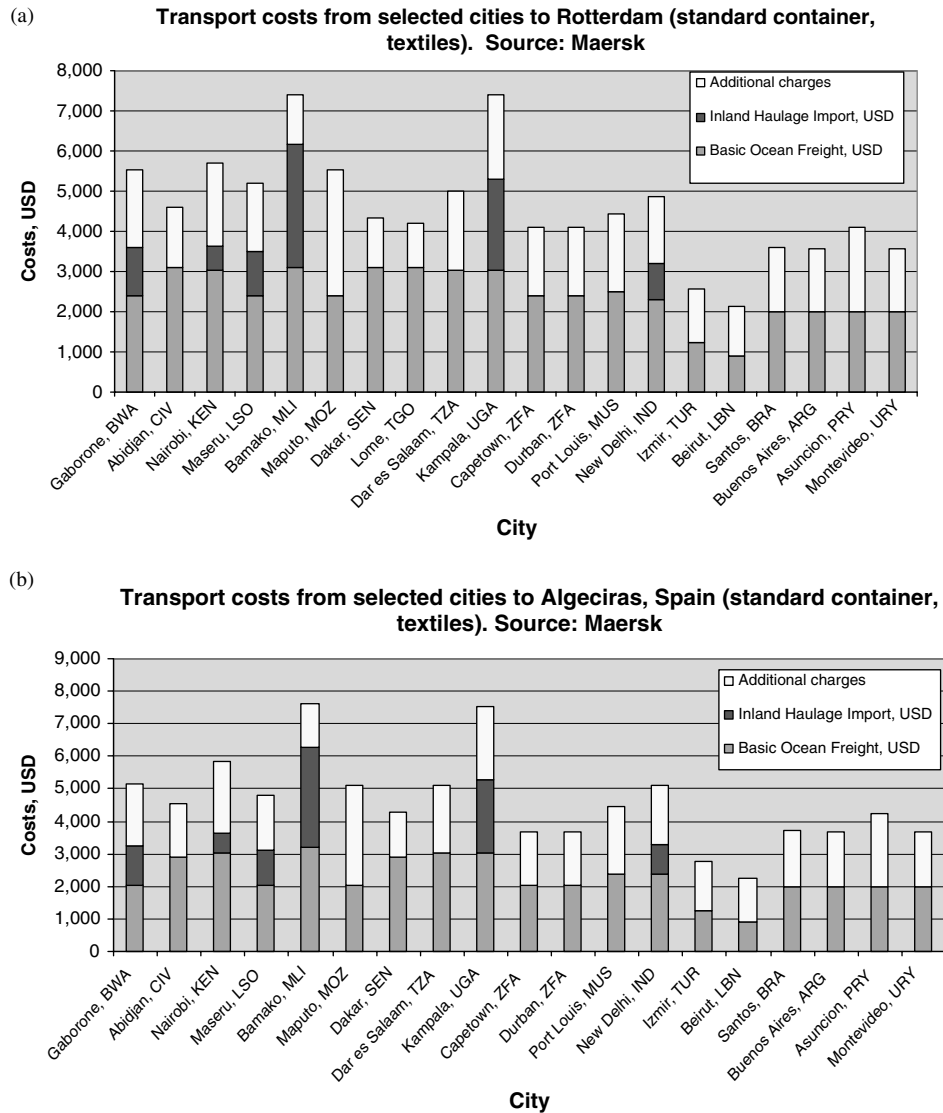 (a)
Transport costs from selected cities to Rotterdam (standard container,
textiles).  Source: Maersk
8,000
7,000
6,000
5,000
4,000
3,000
2,000
1,000
0
Costs, USD
Additional charges
Inland Haulage Import, USD
Basic Ocean Freight, USD
Gaborone, BWA
Abidjan, CIV
Nairobi, KEN
Maseru, LSO
Bamako, MLI
Maputo, MOZ
Dakar, SEN
Lome, TGO
Dar es Salaam, TZA
Kampala, UGA
Capetown, ZFA
Durban, ZFA
Port Louis, MUS
New Delhi, IND
Izmir, TUR
Beirut, LBN
Santos, BRA
Buenos Aires, ARG
Asuncion, PRY
Montevideo, URY
City
(b)
Transport costs from selected cities to Algeciras, Spain (standard container,
textiles). Source: Maersk
9,000
8,000
7,000
6,000
5,000
4,000
3,000
2,000
1,000
0
Costs, USD
Additional charges
Inland Haulage Import, USD
Basic Ocean Freight, USD
Gaborone, BWA
Abidjan, CIV
Nairobi, KEN
Maseru, LSO
Bamako, MLI
Maputo, MOZ
Dakar, SEN
Dar es Salaam, TZA
Kampala, UGA
Capetown, ZFA
Durban, ZFA
Port Louis, MUS
New Delhi, IND
Izmir, TUR
Beirut, LBN
Santos, BRA
Buenos Aires, ARG
Asuncion, PRY
Montevideo, URY
City